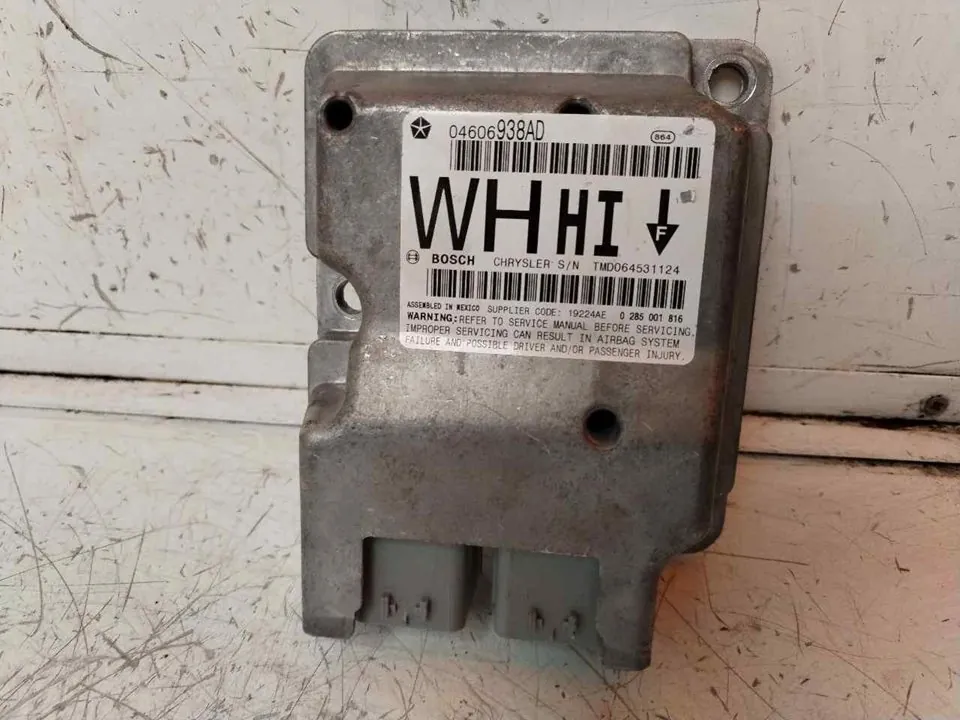 04606938AD 864
WH HI F
BOSCH CHRYSLER S/N TMD064531124
ASSEMBLED IN MEXICO SUPPLIER CODE: 19224AE 0 285 001 816
WARNING: REFER TO SERVICE MANUAL BEFORE SERVICING.
IMPROPER SERVICING CAN RESULT IN AIRBAG SYSTEM
FAILURE AND POSSIBLE DRIVER AND/OR PASSENGER INJURY.